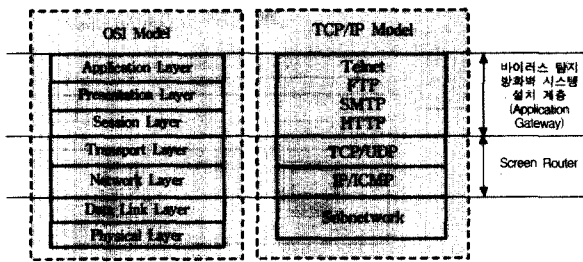 OSI Model
Application Layer
Presentation Layer
Session Layer
Transport Layer
Network Layer
Data Link Layer
Physical Layer
TCP/IP Model
Telnet
FTP
SMTP
HTTP
TCP/UDP
IP/ICMP
Subnetwork
바이러스 탐지
방화벽 시스템
설치 계층
(Application
Gateway)
Screen Router